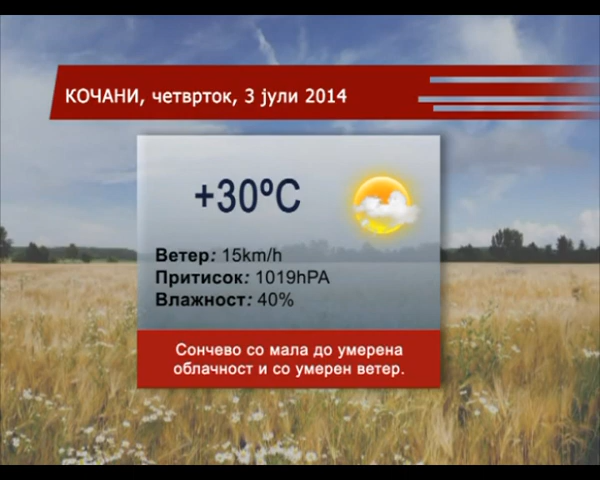 КОЧАНИ, четврток, 3 јули 2014
+30ºC
Ветер: 15km/h
Притисок: 1019hPA
Влажност: 40%
Сончево со мала до умерена
облачност и со умерен ветер.